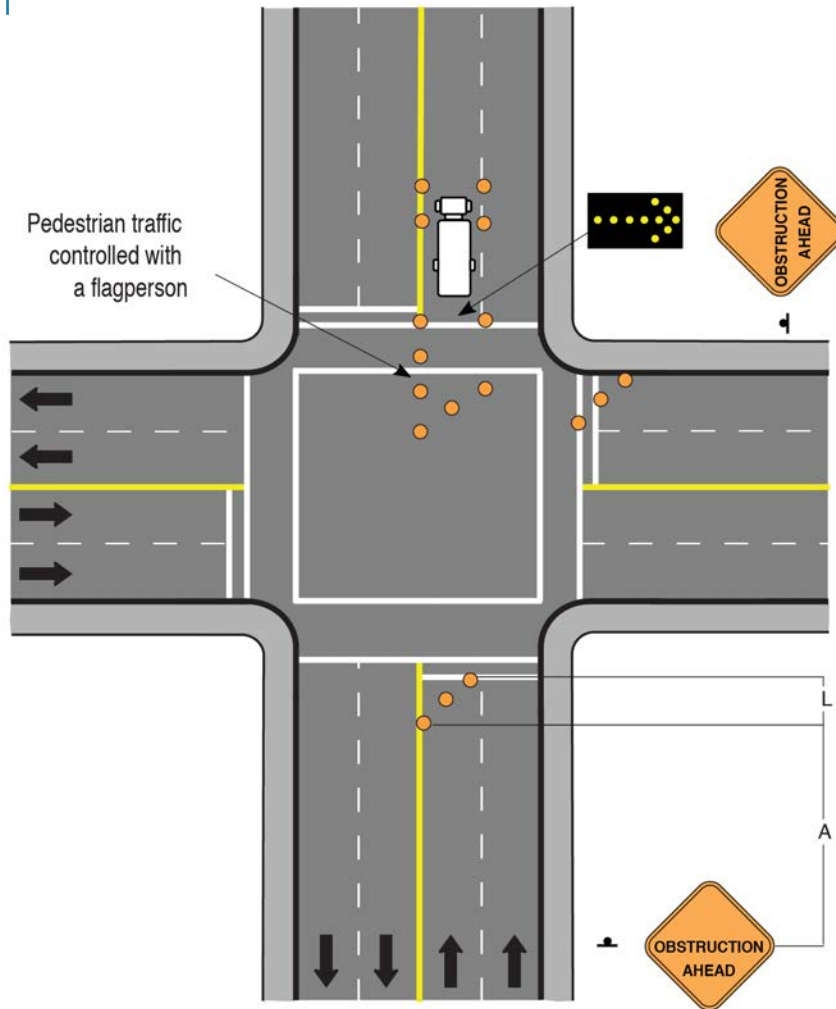 Pedestrian traffic
controlled with
a flagperson
OBSTRUCTION
AHEAD
L
A
OBSTRUCTION
AHEAD